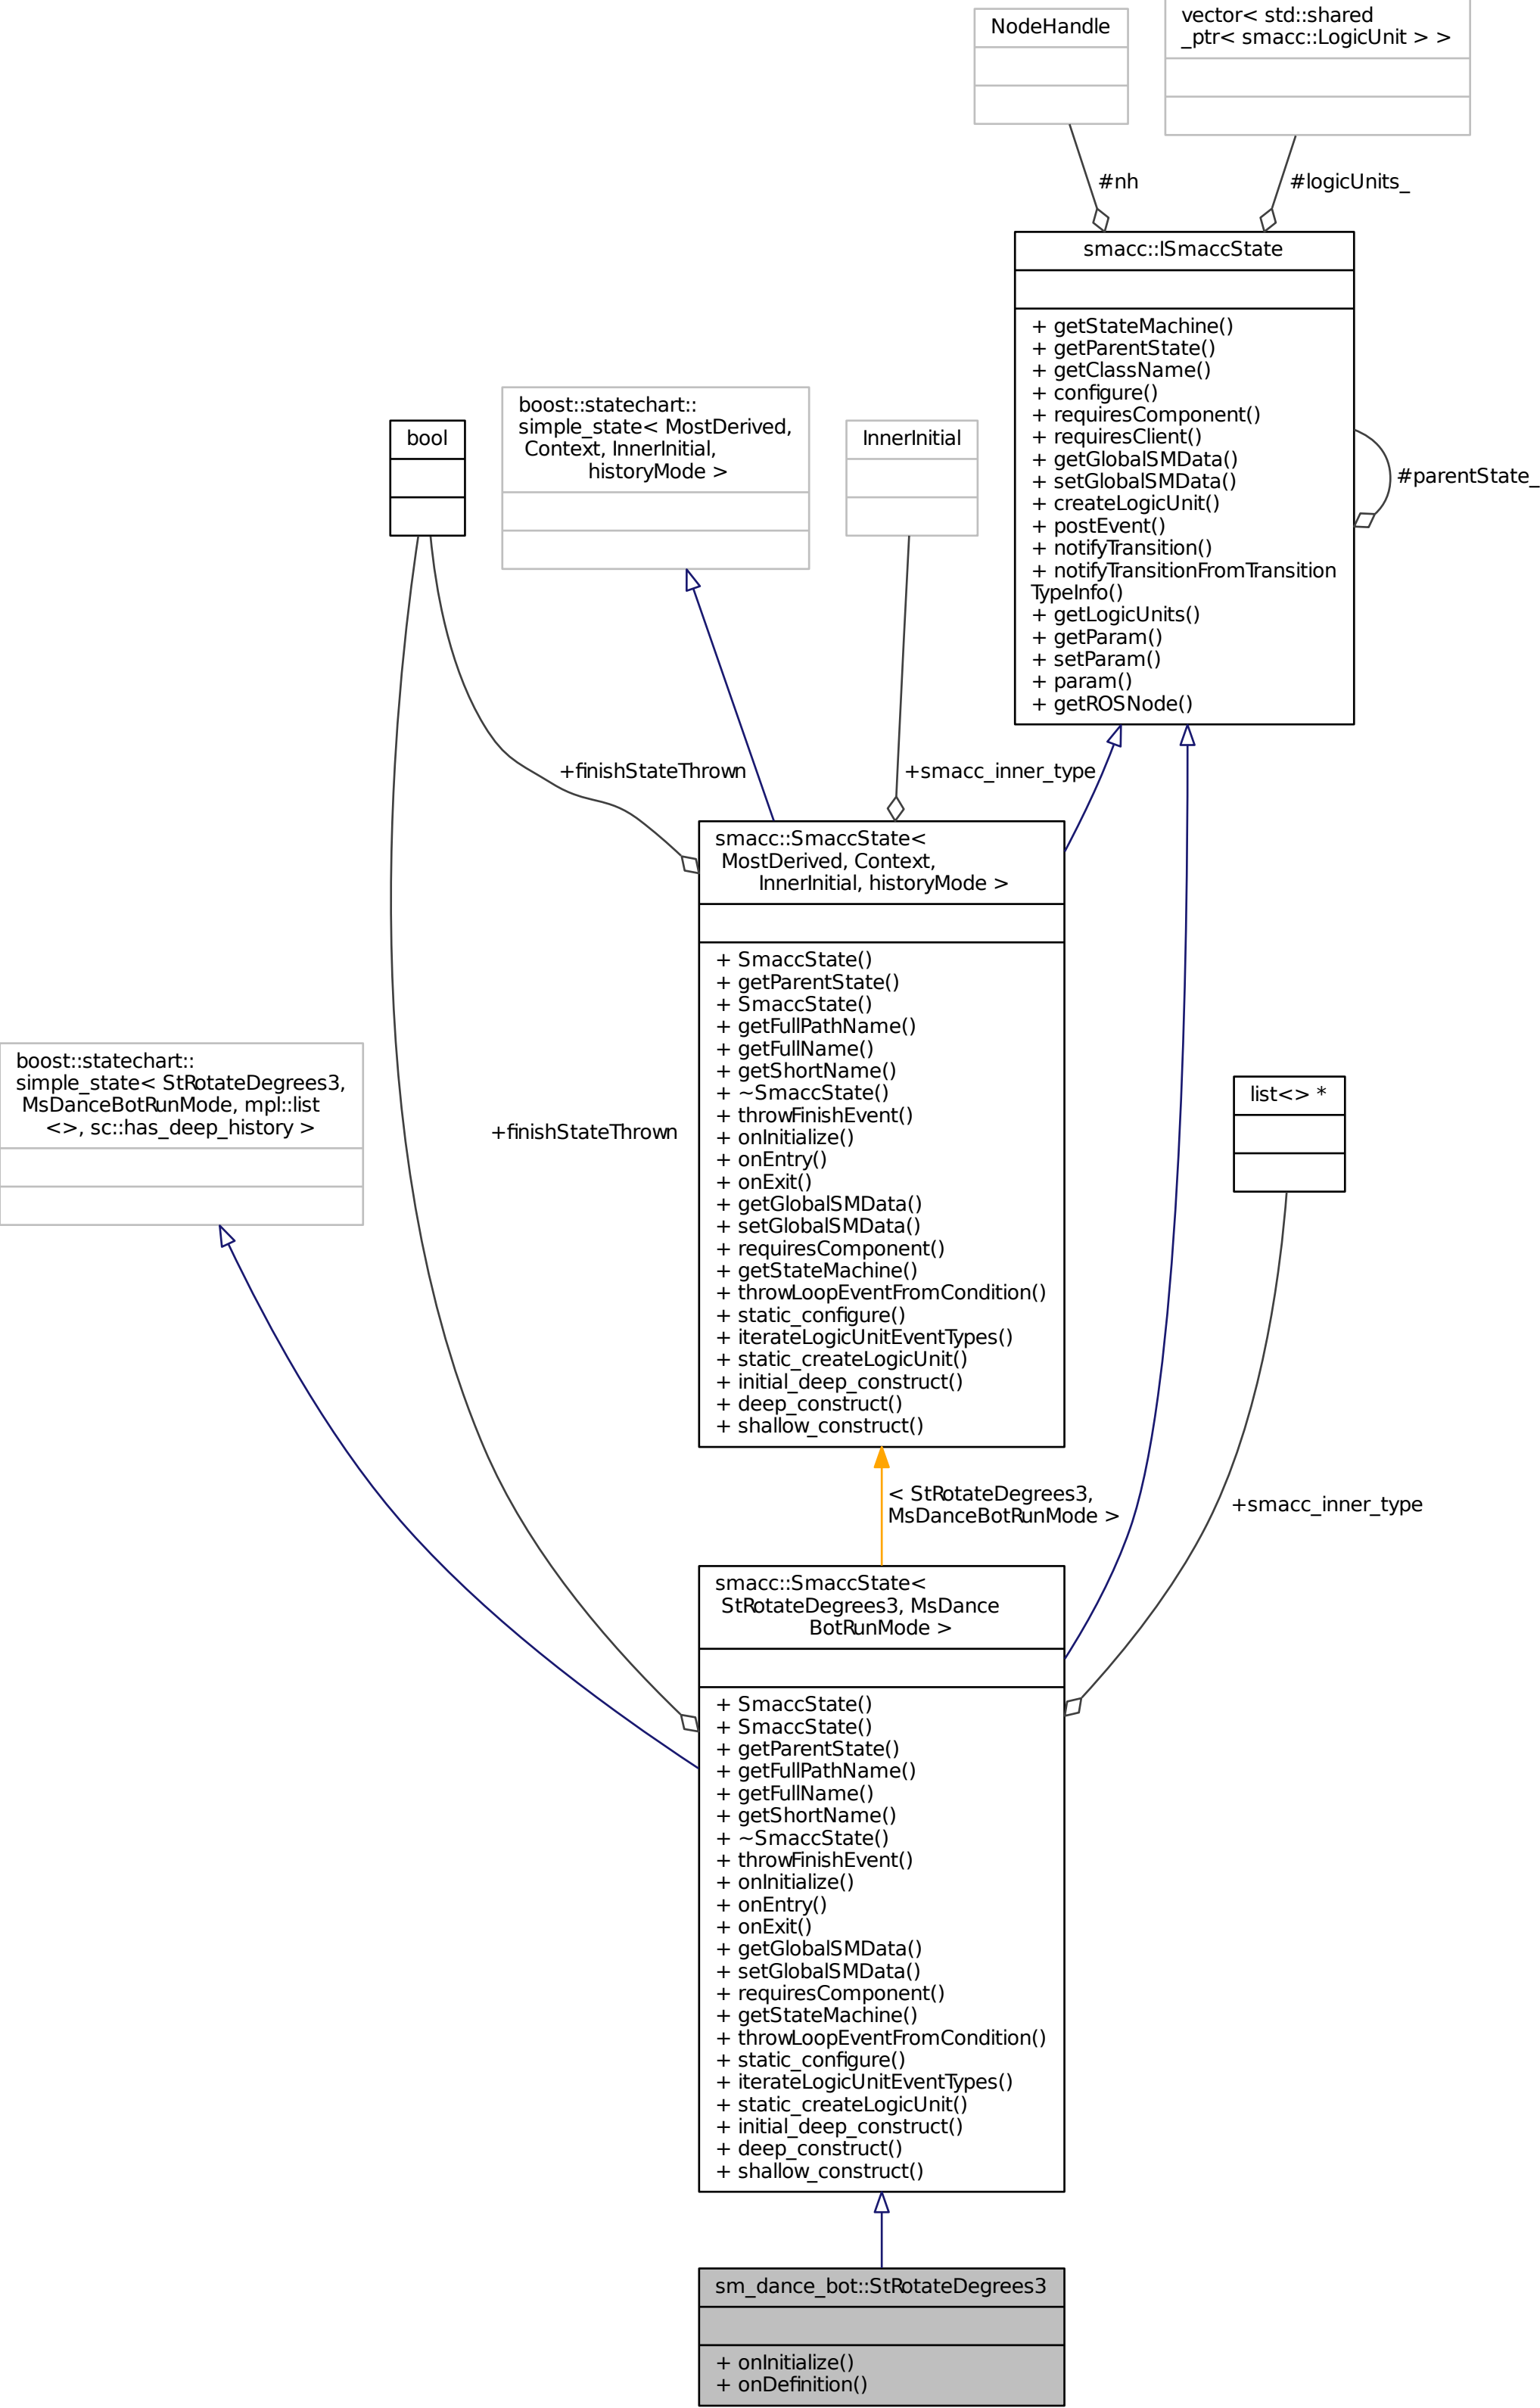 NodeHandle
vector< std::shared
_ptr< smacc::LogicUnit > >
#nh
#logicUnits_
smacc::ISmaccState
+ getStateMachine()
+ getParentState()
+ getClassName()
+ configure()
+ requiresComponent()
+ requiresClient()
+ getGlobalSMData()
+ setGlobalSMData()
+ createLogicUnit()
+ postEvent()
+ notifyTransition()
+ notifyTransitionFromTransition
TypeInfo()
+ getLogicUnits()
+ getParam()
+ setParam()
+ param()
+ getROSNode()
#parentState_
boost::statechart::
simple_state< MostDerived,
Context, InnerInitial,
historyMode >
bool
InnerInitial
+finishStateThrown
+smacc_inner_type
smacc::SmaccState<
MostDerived, Context,
InnerInitial, historyMode >
+ SmaccState()
+ getParentState()
+ SmaccState()
+ getFullPathName()
+ getFullName()
+ getShortName()
+ ~SmaccState()
+ throwFinishEvent()
+ onInitialize()
+ onEntry()
+ onExit()
+ getGlobalSMData()
+ setGlobalSMData()
+ requiresComponent()
+ getStateMachine()
+ throwLoopEventFromCondition()
+ static_configure()
+ iterateLogicUnitEventTypes()
+ static_createLogicUnit()
+ initial_deep_construct()
+ deep_construct()
+ shallow_construct()
boost::statechart::
simple_state< StRotateDegrees3,
MsDanceBotRunMode, mpl::list
<>, sc::has_deep_history >
+finishStateThrown
list<> *
< StRotateDegrees3,
MsDanceBotRunMode >
+smacc_inner_type
smacc::SmaccState<
StRotateDegrees3, MsDance
BotRunMode >
+ SmaccState()
+ SmaccState()
+ getParentState()
+ getFullPathName()
+ getFullName()
+ getShortName()
+ ~SmaccState()
+ throwFinishEvent()
+ onInitialize()
+ onEntry()
+ onExit()
+ getGlobalSMData()
+ setGlobalSMData()
+ requiresComponent()
+ getStateMachine()
+ throwLoopEventFromCondition()
+ static_configure()
+ iterateLogicUnitEventTypes()
+ static_createLogicUnit()
+ initial_deep_construct()
+ deep_construct()
+ shallow_construct()
sm_dance_bot::StRotateDegrees3
+ onInitialize()
+ onDefinition()